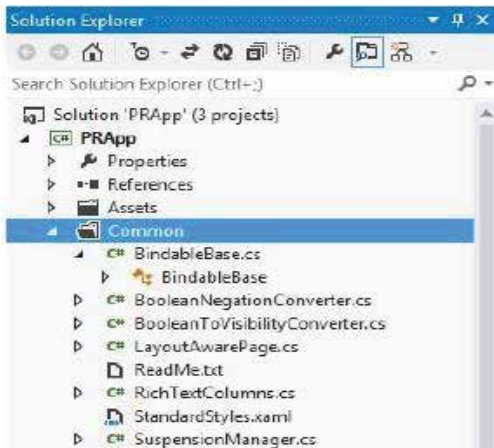 Solution Explorer
Search Solution Explorer (Ctrl+;)
Solution 'PRApp' (3 projects)
C# PRApp
Properties
References
Assets
Common
C# BindableBase.cs
BindableBase
C# BooleanNegationConverter.cs
C# BooleanToVisibilityConverter.cs
C# LayoutAwarePage.cs
ReadMe.txt
C# RichTextColumns.cs
StandardStyles.xaml
C# SuspensionManager.cs